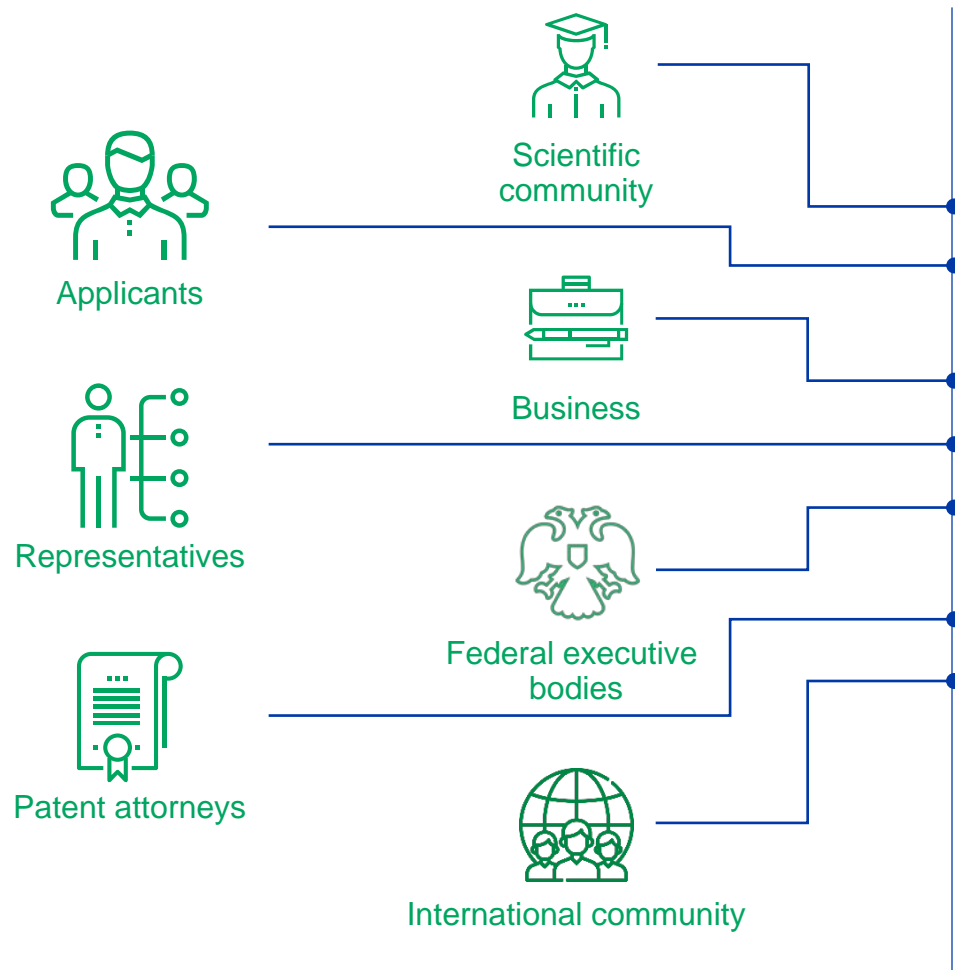 Scientific
community
Applicants
Business
Representatives
Federal executive
bodies
Patent attorneys
International community